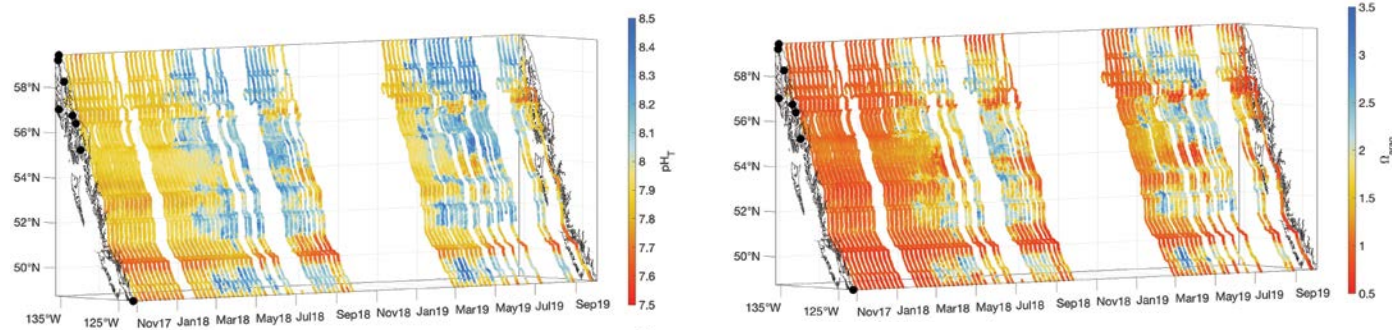 8.5
8.4
8.3
8.2
8.1
8
7.9
7.8
7.7
7.6
7.5
pH_T
58°N
56°N
54°N
52°N
50°N
135°W
125°W
Nov17 Jan18 Mar18 May18 Jul18 Sep18 Nov18 Jan19 Mar19 May19 Jul19 Sep19
3.5
3
2.5
2
1.5
1
0.5
Ω_arag
58°N
56°N
54°N
52°N
50°N
135°W
125°W
Nov17 Jan18 Mar18 May18 Jul18 Sep18 Nov18 Jan19 Mar19 May19 Jul19 Sep19